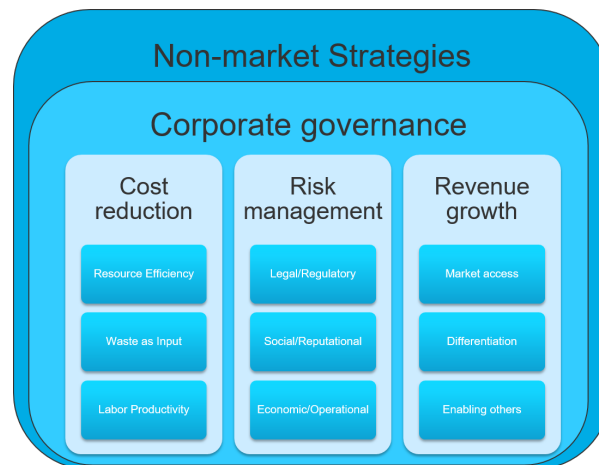 Non-market Strategies
Corporate governance
Cost
reduction
Resource Efficiency
Waste as Input
Labor Productivity
Risk
management
Legal/Regulatory
Social/Reputational
Economic/Operational
Revenue
growth
Market access
Differentiation
Enabling others